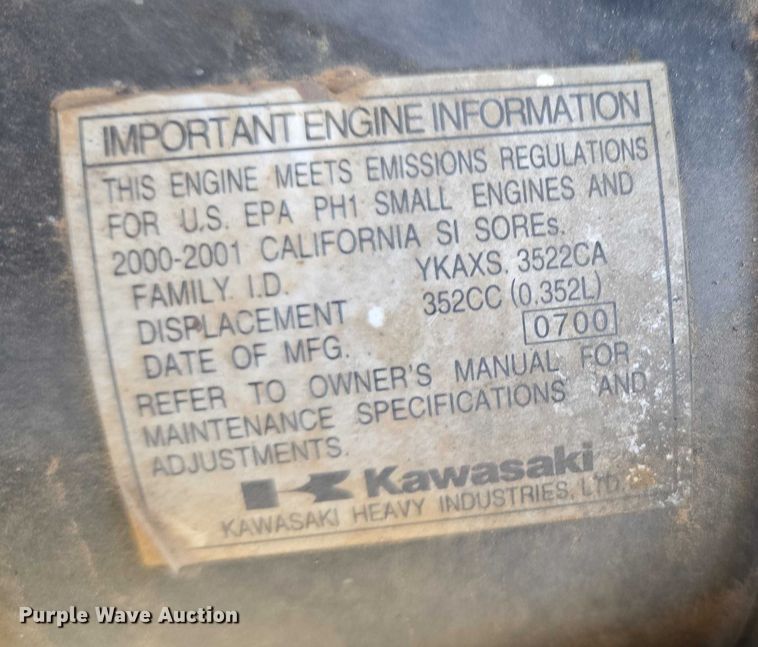 IMPORTANT ENGINE INFORMATION
THIS ENGINE MEETS EMISSIONS REGULATIONS
FOR U.S. EPA PH1 SMALL ENGINES AND
2000-2001 CALIFORNIA SI SOREs.
FAMILY I.D. YKAXS. 3522CA
DISPLACEMENT 352CC (0.352L)
DATE OF MFG. 0700
REFER TO OWNER'S MANUAL FOR
MAINTENANCE SPECIFICATIONS AND
ADJUSTMENTS.
Kawasaki
KAWASAKI HEAVY INDUSTRIES, LTD.
Purple Wave Auction